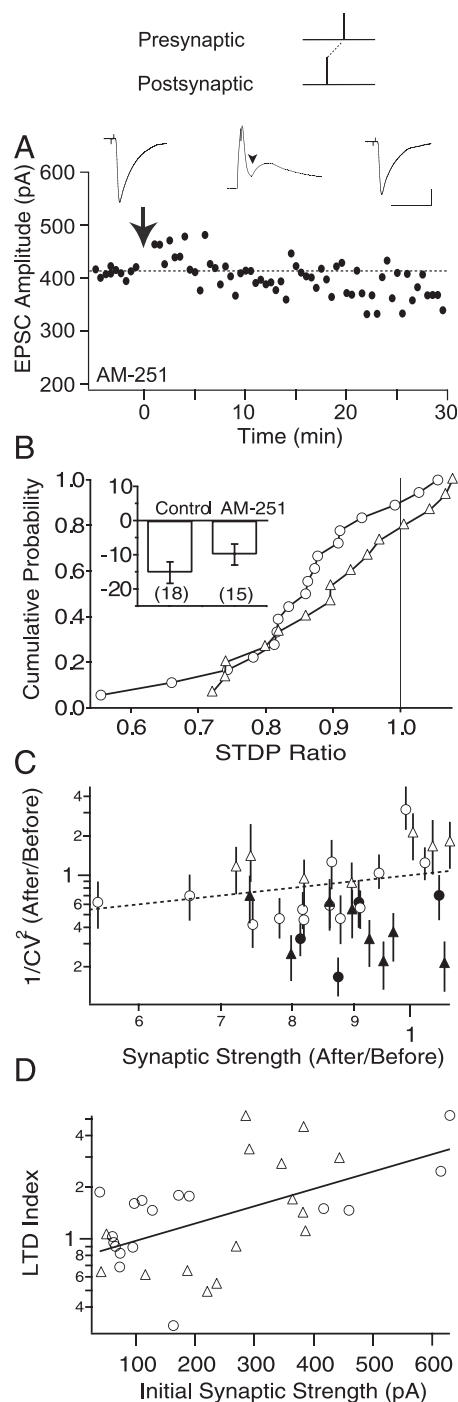 Presynaptic
Postsynaptic
A
600
500
400
300
200
EPSC Amplitude (pA)
AM-251
0 10 20 30
Time (min)
B
1.0
0.8
0.6
0.4
0.2
0.0
Cumulative Probability
10
0
-10
-20
Control AM-251
(18) (15)
0.6 0.7 0.8 0.9 1.0
STDP Ratio
C
4
2
1
6
4
2
1/CV² (After/Before)
6 7 8 9 1
Synaptic Strength (After/Before)
D
4
2
1
8
6
4
LTD Index
100 200 300 400 500 600
Initial Synaptic Strength (pA)